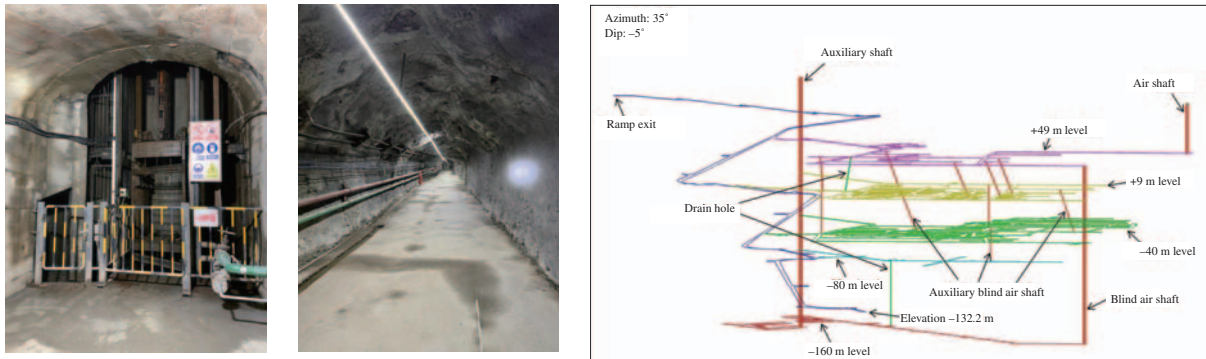 Azimuth: 35°
Dip: –5°
Auxiliary shaft
Air shaft
Ramp exit
+49 m level
+9 m level
Drain hole
–40 m level
–80 m level
Auxiliary blind air shaft
Blind air shaft
Elevation –132.2 m
–160 m level